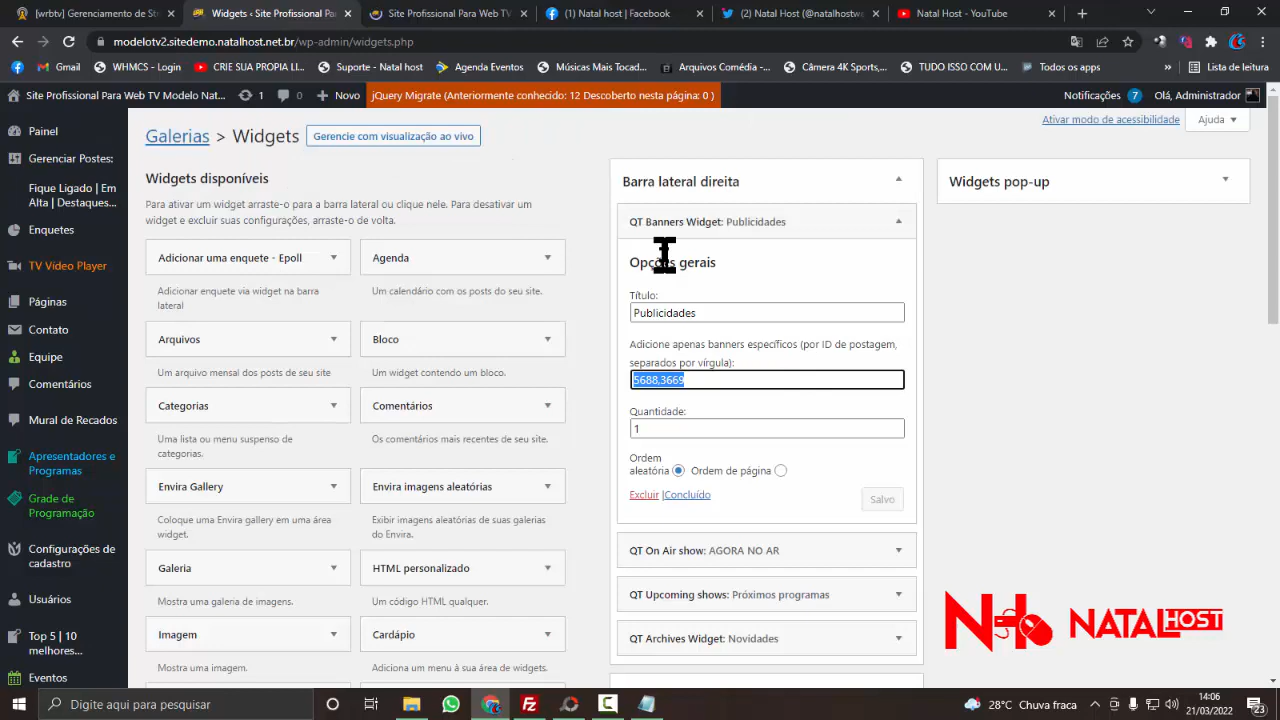 (wrbtv) Gerenciamento de Str
Widgets ‹ Site Profissional Para
Site Profissional Para Web TV
(1) Natal Host | Facebook
(2) Natal Host (@natalhostwe
Natal Host - YouTube
modelotv2.sitedemo.natalhost.net.br/wp-admin/widgets.php
Gmail
WHMCS - Login
CRIE SUA PROPIA LI...
Suporte - Natal host
Agenda Eventos
Músicas Mais Tocad...
Arquivos Comédia -...
Câmera 4K Sports,...
TUDO ISSO COM U...
Todos os apps
»
Lista de leitura
Site Profissional Para Web TV Modelo Nat...
1
0
Novo
jQuery Migrate (Anteriormente conhecido: 12 Descoberto nesta página: 0 )
Notificações 7
Olá, Administrador
Painel
Gerenciar Postes:
Fique Ligado | Em
Alta | Destaques...
Enquetes
TV Vídeo Player
Páginas
Contato
Equipe
Comentários
Mural de Recados
Apresentadores e
Programas
Grade de
Programação
Configurações de
cadastro
Usuários
Top 5 | 10
melhores...
Eventos
Galerias > Widgets
Gerencie com visualização ao vivo
Ativar modo de acessibilidade
Ajuda
Widgets disponíveis
Para ativar um widget arraste-o para a barra lateral ou clique nele. Para desativar um
widget e excluir suas configurações, arraste-o de volta.
Adicionar uma enquete - Epoll
Adicionar enquete via widget na barra
lateral
Agenda
Um calendário com os posts do seu site.
Arquivos
Um arquivo mensal dos posts de seu site
Bloco
Um widget contendo um bloco.
Categorias
Uma lista ou menu suspenso de
categorias.
Comentários
Os comentários mais recentes de seu site.
Envira Gallery
Coloque uma Envira gallery em uma área
widget.
Envira imagens aleatórias
Exibir imagens aleatórias de suas galerias
do Envira.
Galeria
Mostra uma galeria de imagens.
HTML personalizado
Um código HTML qualquer.
Imagem
Mostra uma imagem.
Cardápio
Adiciona um menu à sua área de widgets.
Barra lateral direita
QT Banners Widget: Publicidades
Opções gerais
Título:
Publicidades
Adicione apenas banners específicos (por ID de postagem,
separados por vírgula):
5688,3669
Quantidade:
1
Ordem
aleatória
Ordem de página
Excluir |Concluído
Salvo
QT On Air show: AGORA NO AR
QT Upcoming shows: Próximos programas
QT Archives Widget: Novidades
Widgets pop-up
NATALHOST
Digite aqui para pesquisar
28°C Chuva fraca
14:06
21/03/2022
23